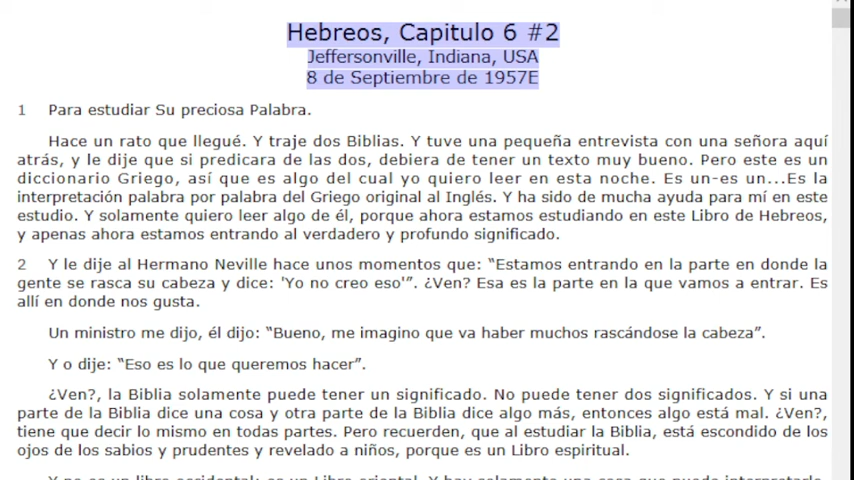 Hebreos, Capitulo 6 #2
Jeffersonville, Indiana, USA
8 de Septiembre de 1957E
1 Para estudiar Su preciosa Palabra.
Hace un rato que llegué. Y traje dos Biblias. Y tuve una pequeña entrevista con una señora aquí
atrás, y le dije que si predicara de las dos, debiera de tener un texto muy bueno. Pero este es un
diccionario Griego, así que es algo del cual yo quiero leer en esta noche. Es un-es un...Es la
interpretación palabra por palabra del Griego original al Inglés. Y ha sido de mucha ayuda para mí en este
estudio. Y solamente quiero leer algo de él, porque ahora estamos estudiando en este Libro de Hebreos,
y apenas ahora estamos entrando al verdadero y profundo significado.
2 Y le dije al Hermano Neville hace unos momentos que: “Estamos entrando en la parte en donde la
gente se rasca su cabeza y dice: 'Yo no creo eso'”. ¿Ven? Esa es la parte en la que vamos a entrar. Es
allí en donde nos gusta.
Un ministro me dijo, él dijo: “Bueno, me imagino que va haber muchos rascándose la cabeza”.
Y o dije: “Eso es lo que queremos hacer”.
¿Ven?, la Biblia solamente puede tener un significado. No puede tener dos significados. Y si una
parte de la Biblia dice una cosa y otra parte de la Biblia dice algo más, entonces algo está mal. ¿Ven?,
tiene que decir lo mismo en todas partes. Pero recuerden, que al estudiar la Biblia, está escondido de los
ojos de los sabios y prudentes y revelado a niños, porque es un Libro espiritual.